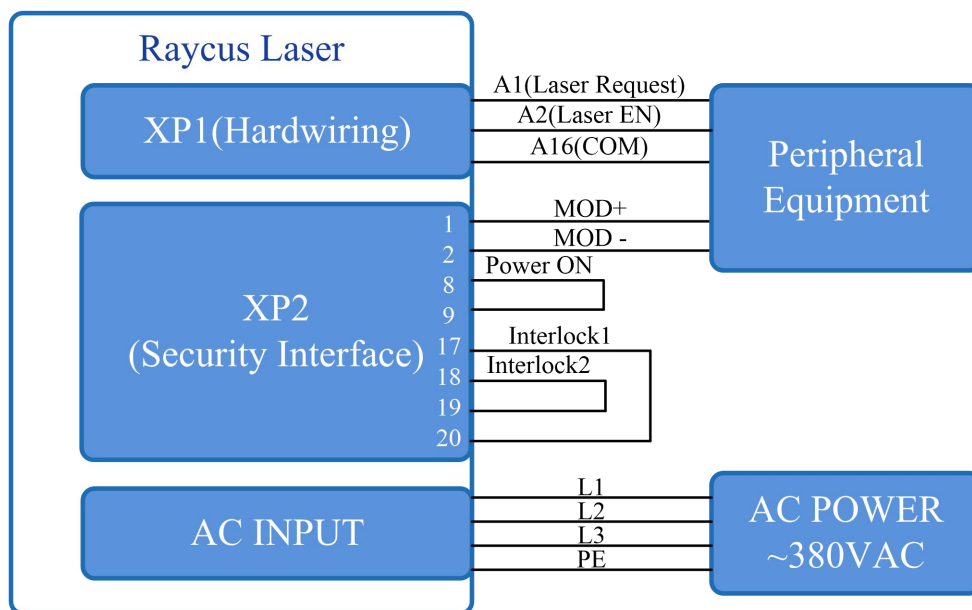 Raycus Laser
XP1(Hardwiring)
A1(Laser Request)
A2(Laser EN)
A16(COM)
Peripheral
Equipment
XP2
(Security Interface)
1
2
8
9
17
18
19
20
MOD+
MOD -
Power ON
Interlock1
Interlock2
AC INPUT
L1
L2
L3
PE
AC POWER
~380VAC